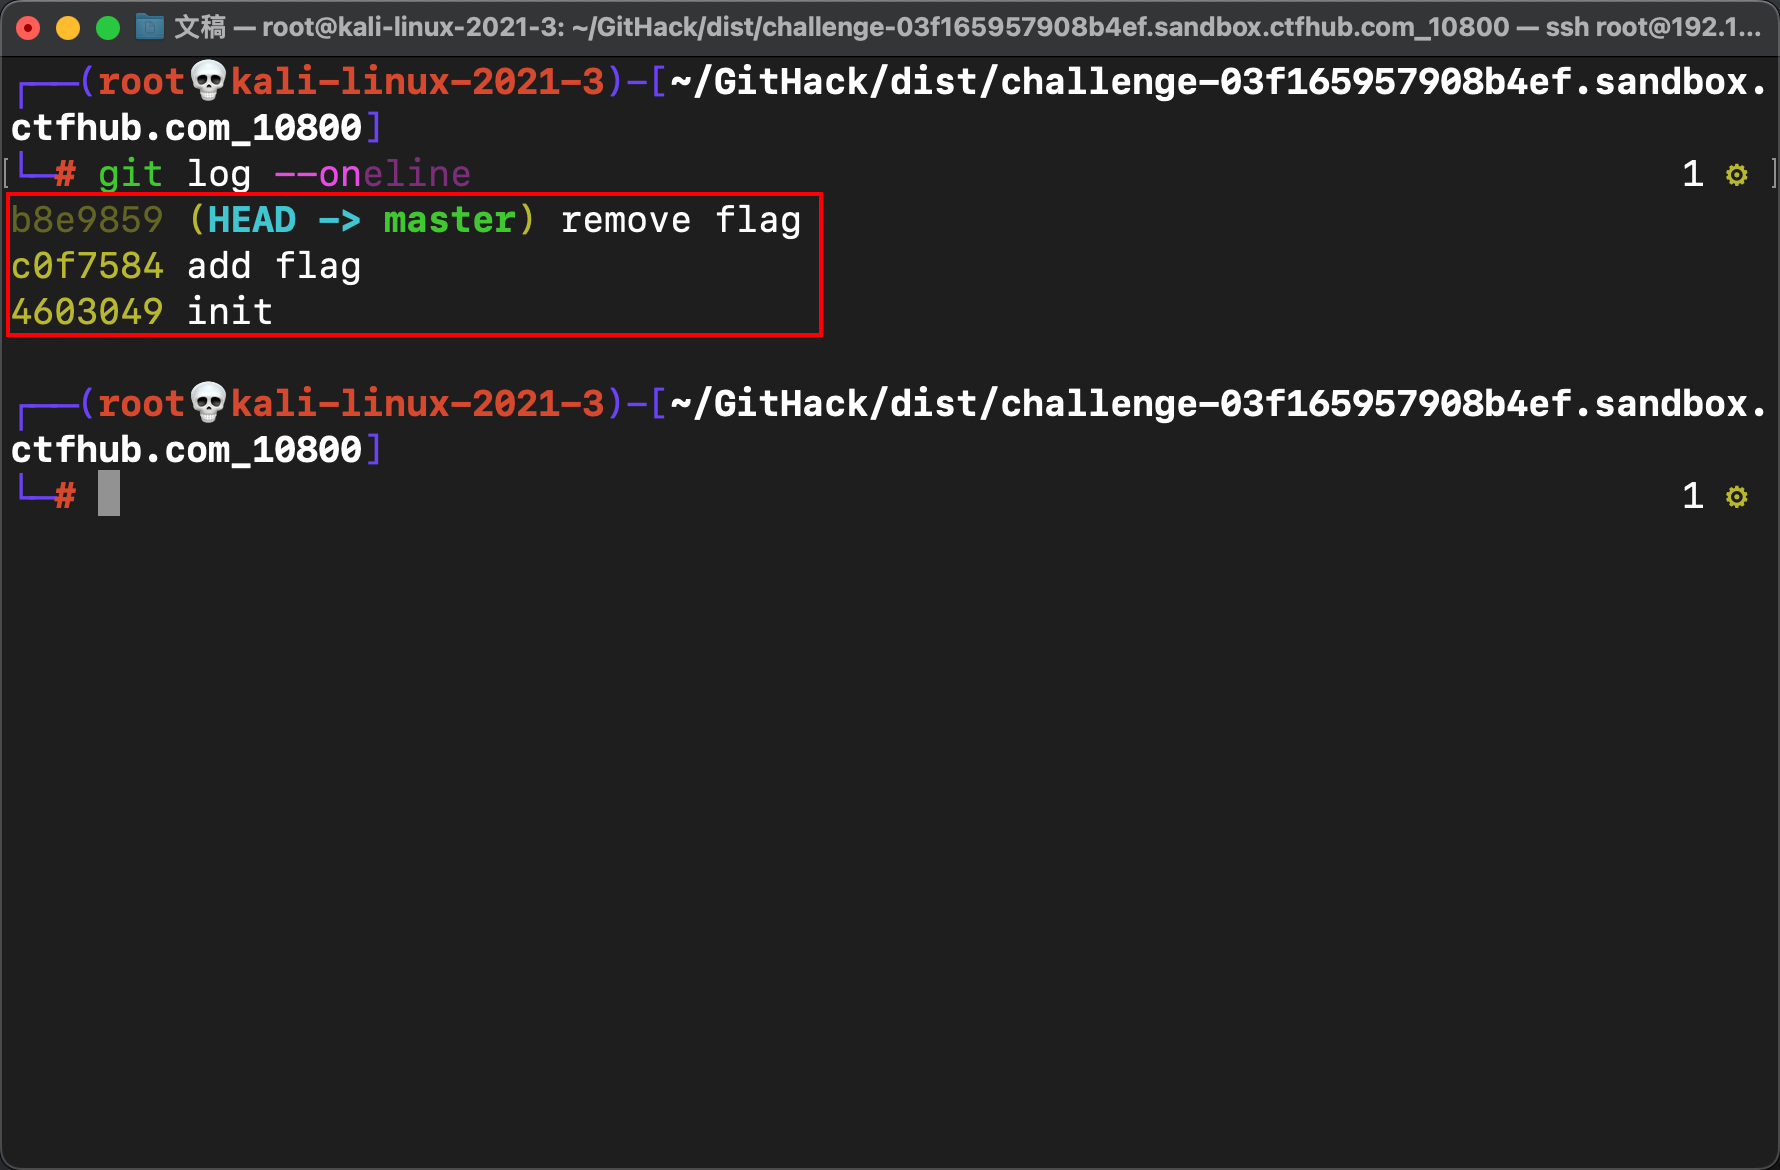 文稿 — root@kali-linux-2021-3: ~/GitHack/dist/challenge-03f165957908b4ef.sandbox.ctfhub.com_10800 — ssh root@192.1...
┌──(root💀kali-linux-2021-3)-[~/GitHack/dist/challenge-03f165957908b4ef.sandbox.
ctfhub.com_10800]
└─# git log --oneline 1 ⚙
b8e9859 (HEAD -> master) remove flag
c0f7584 add flag
4603049 init
┌──(root💀kali-linux-2021-3)-[~/GitHack/dist/challenge-03f165957908b4ef.sandbox.
ctfhub.com_10800]
└─# 1 ⚙